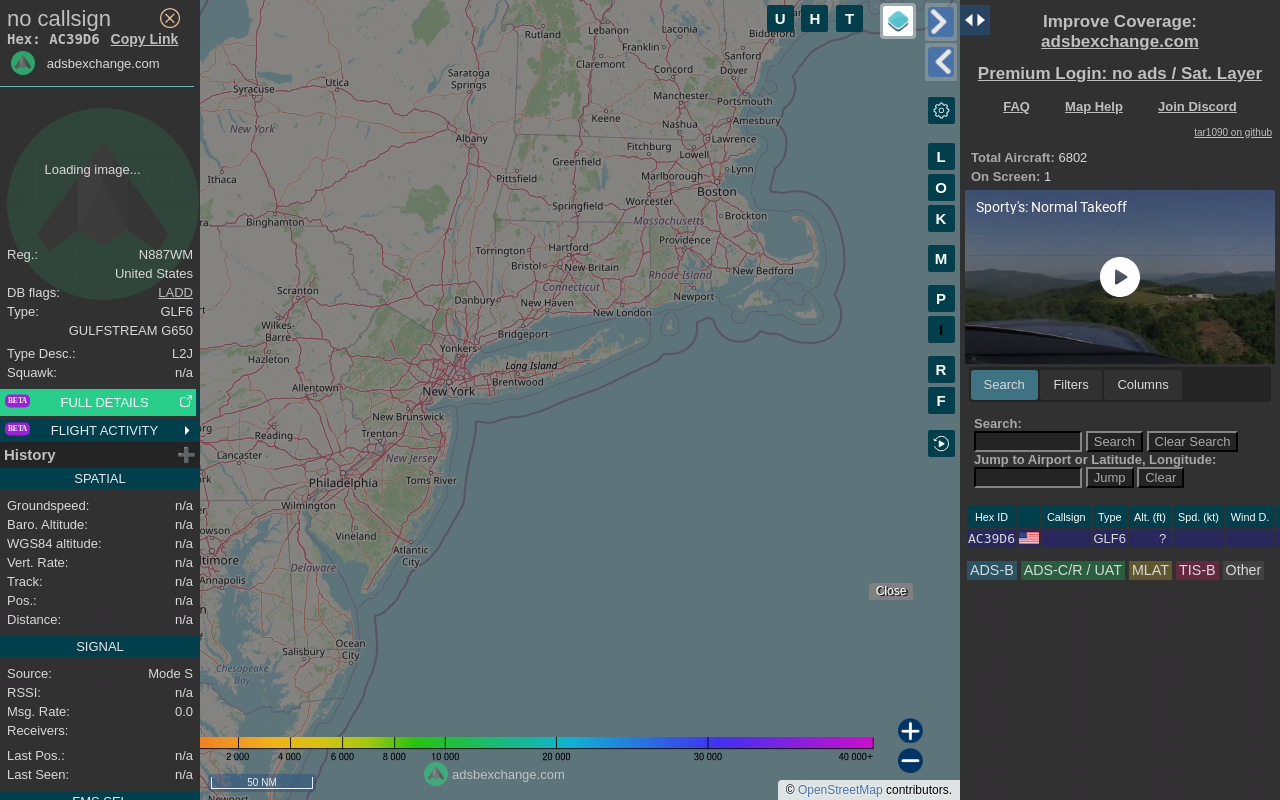 no callsign
Hex: AC39D6 Copy Link
adsbexchange.com
Loading image...
Reg.: N887WM
United States
DB flags: LADD
Type: GLF6
GULFSTREAM G650
Type Desc.: L2J
Squawk: n/a
BETA FULL DETAILS
BETA FLIGHT ACTIVITY
History
SPATIAL
Groundspeed: n/a
Baro. Altitude: n/a
WGS84 altitude: n/a
Vert. Rate: n/a
Track: n/a
Pos.: n/a
Distance: n/a
SIGNAL
Source: Mode S
RSSI: n/a
Msg. Rate: 0.0
Receivers:
Last Pos.: n/a
Last Seen: n/a
FMS SEL
U H T
L
O
K
M
P
I
R
F
Rutland
Lebanon
Laconia
Biddeford
Franklin
Sanford
Claremont
Concord
Dover
Saratoga
Springs
Utica
Syracuse
Manchester
Portsmouth
Keene
Nashua
Amesbury
New York
Albany
Fitchburg
Lawrence
Lowell
Greenfield
Marlborough
Lynn
Ithaca
Pittsfield
Boston
Worcester
Springfield
Massachusetts
Brockton
Binghamton
Providence
Torrington
Hartford
Bristol
New Britain
Rhode Island
New Bedford
Connecticut
Scranton
Danbury
New Haven
Newport
New London
Wilkes-
Barre
Bridgeport
Yonkers
Hazleton
Long Island
Allentown
New York
Brentwood
New Brunswick
Reading
Trenton
Lancaster
New Jersey
Philadelphia
Toms River
Wilmington
Vineland
Atlantic
City
Annapolis
Delaware
Ocean
City
Salisbury
Chesapeake
Bay
Close
2 000 4 000 6 000 8 000 10 000 20 000 30 000 40 000+
adsbexchange.com
50 NM
© OpenStreetMap contributors.
Improve Coverage:
adsbexchange.com
Premium Login: no ads / Sat. Layer
FAQ Map Help Join Discord
tar1090 on github
Total Aircraft: 6802
On Screen: 1
Sporty's: Normal Takeoff
Search Filters Columns
Search:
Search Clear Search
Jump to Airport or Latitude, Longitude:
Jump Clear
Hex ID Callsign Type Alt. (ft) Spd. (kt) Wind D.
AC39D6 GLF6 ?
ADS-B ADS-C/R / UAT MLAT TIS-B Other